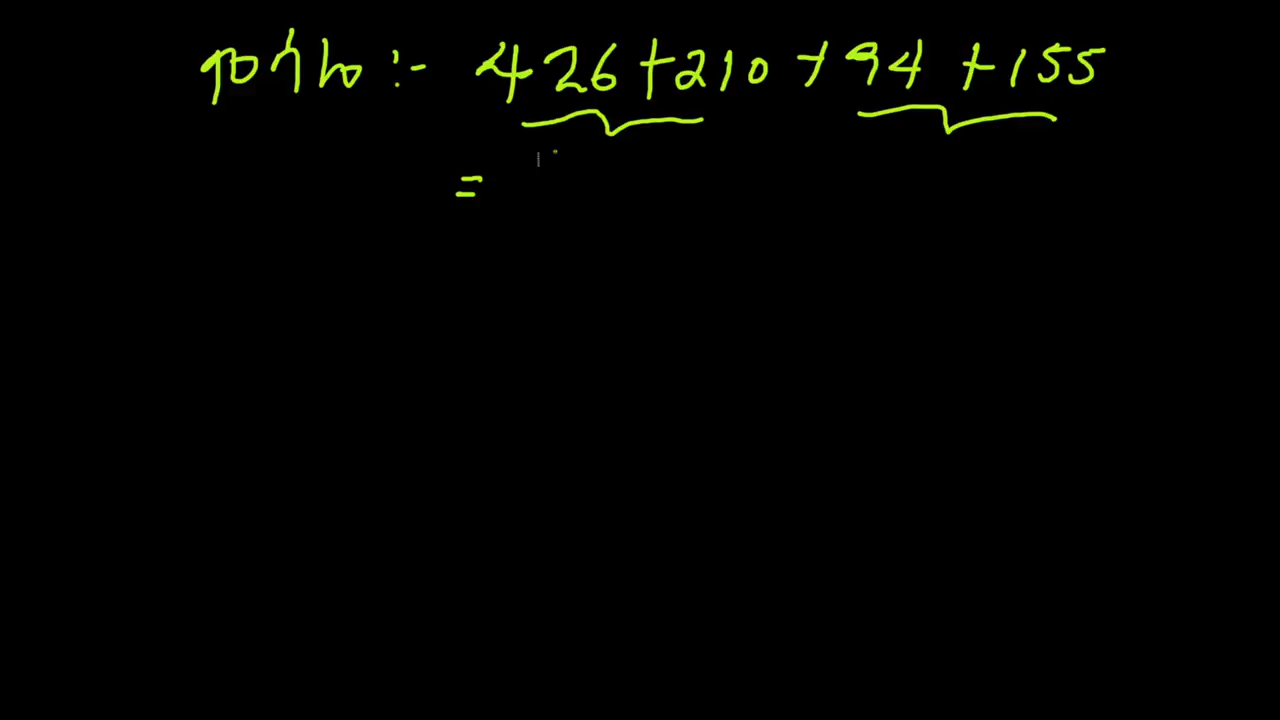 ምሳሌ :- 426 + 210 + 94 + 155
=